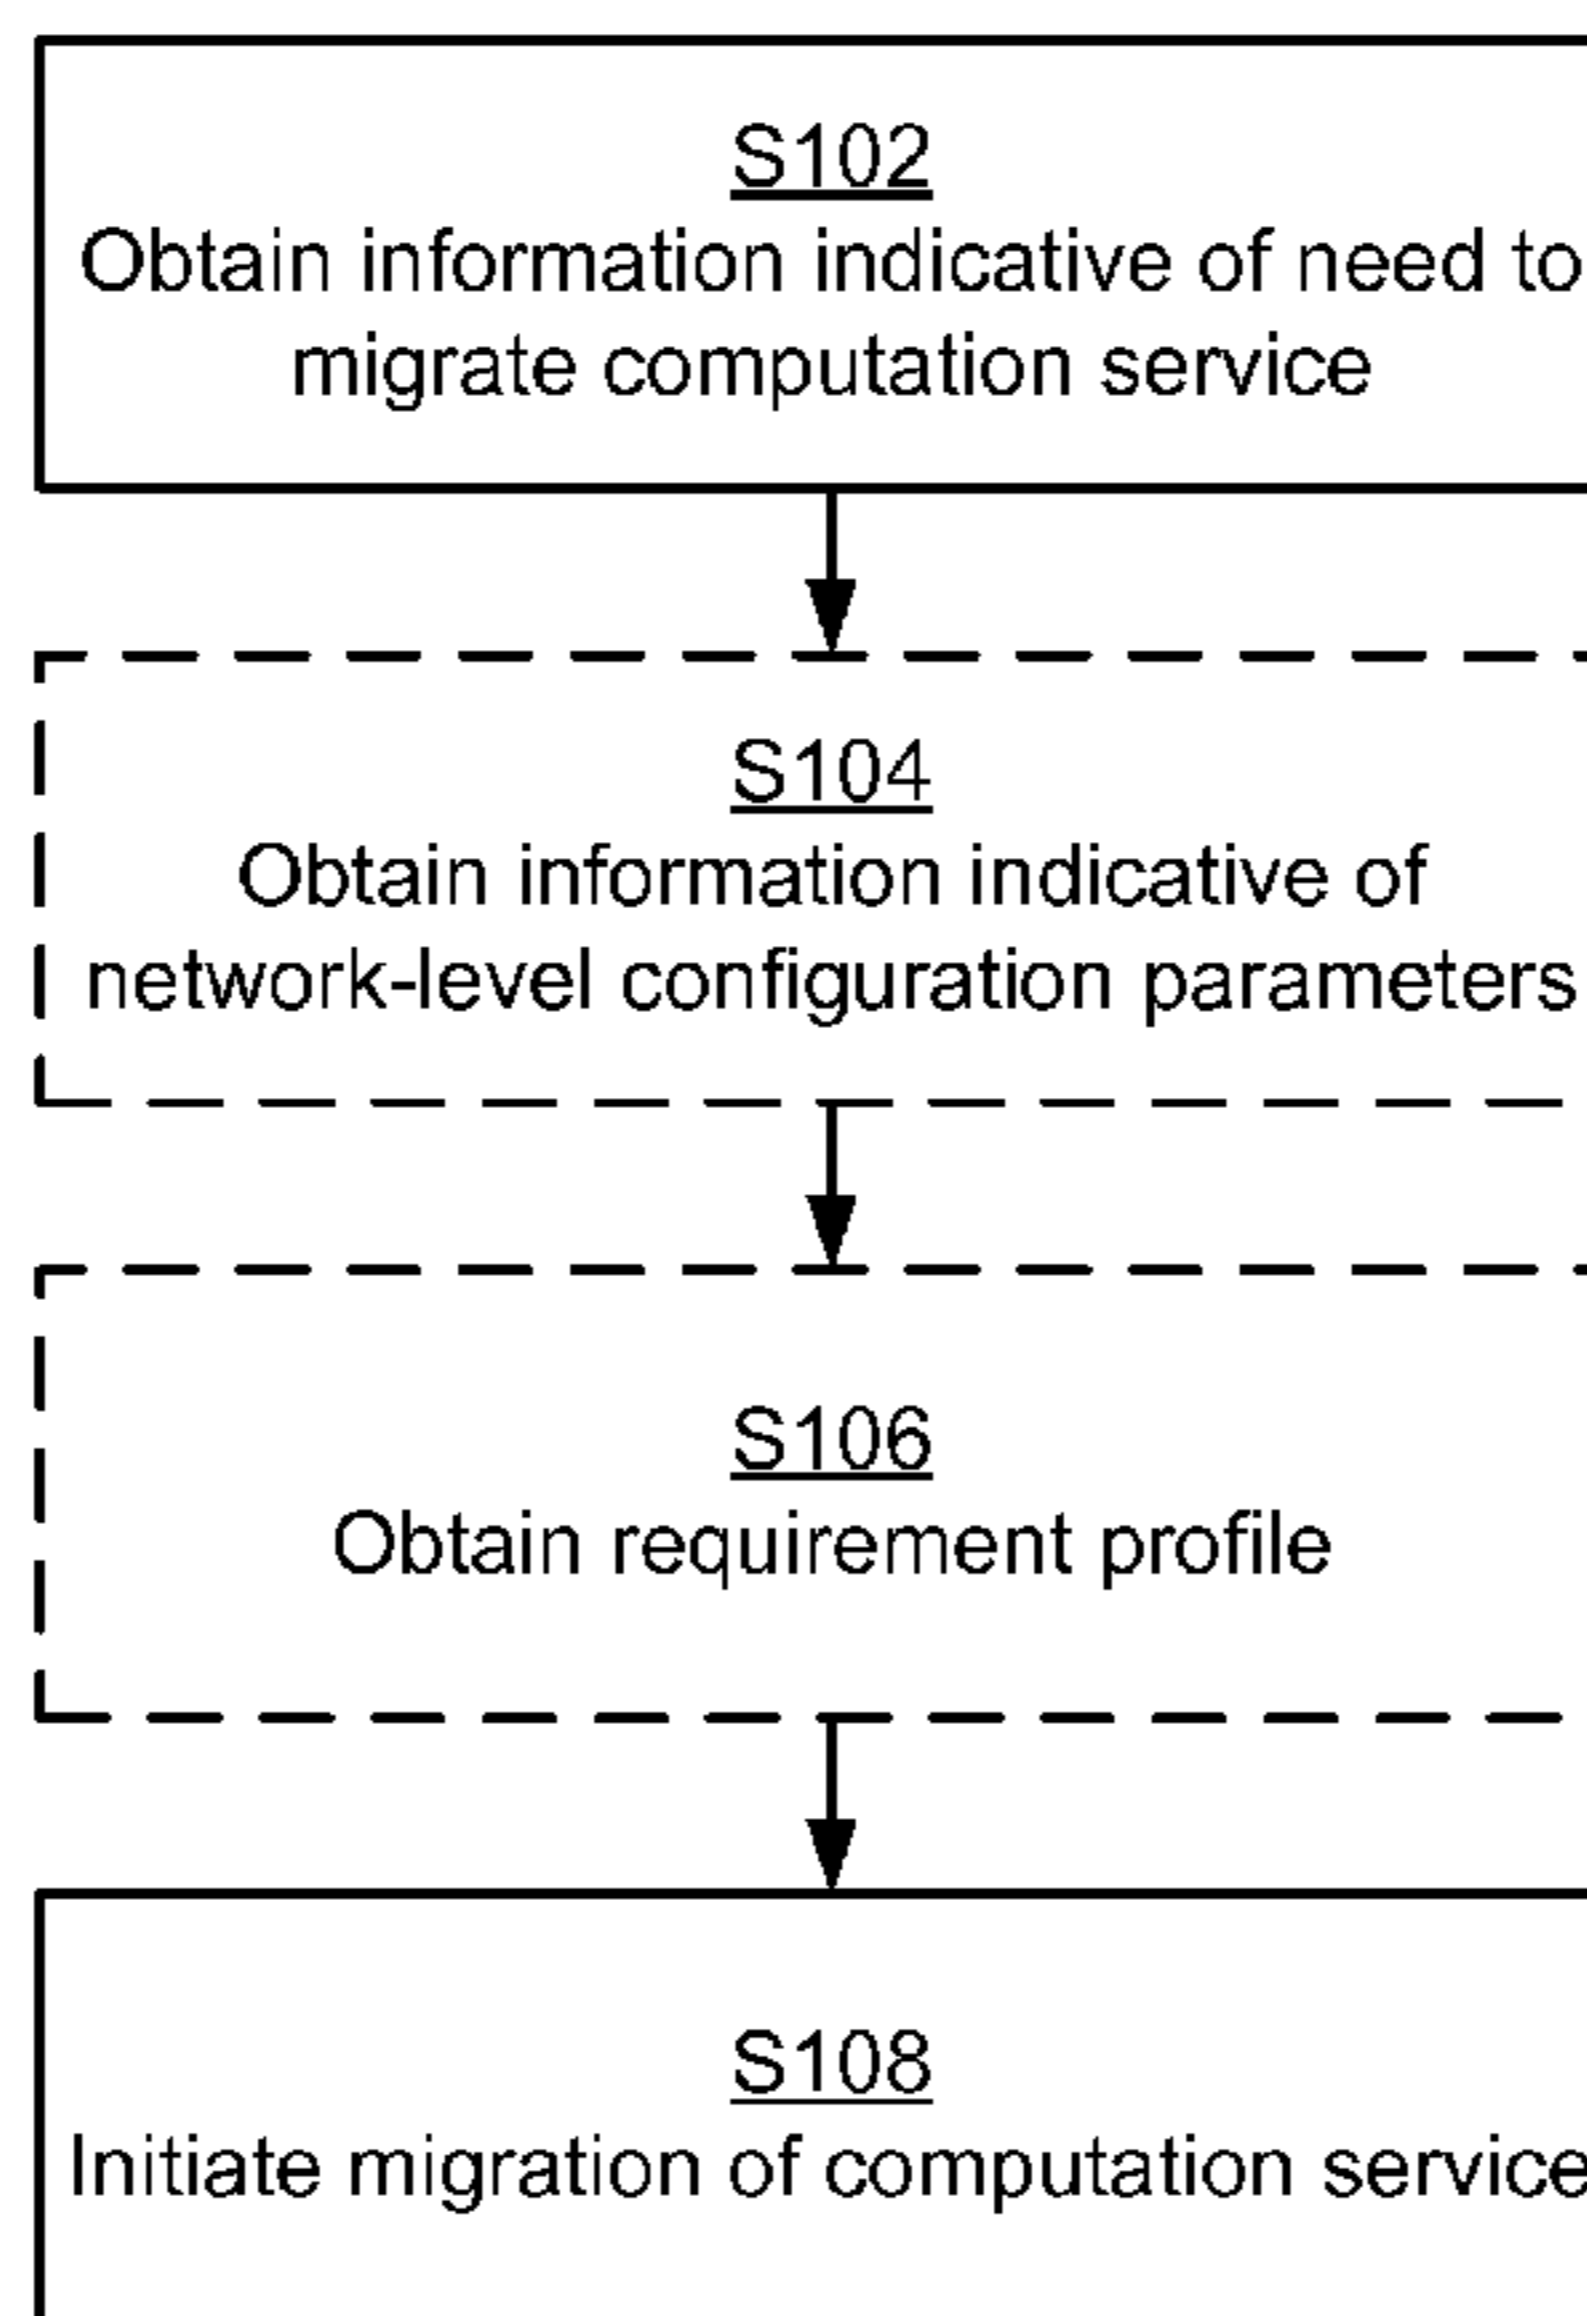 S102
Obtain information indicative of need to
migrate computation service
S104
Obtain information indicative of
network-level configuration parameters
S106
Obtain requirement profile
S108
Initiate migration of computation service